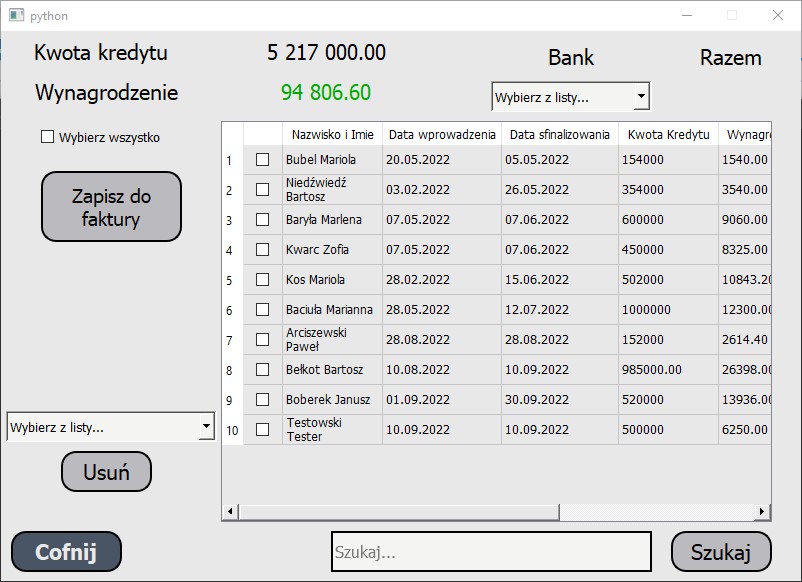 python
Kwota kredytu 5 217 000.00 Bank Razem
Wynagrodzenie 94 806.60 Wybierz z listy...
Wybierz wszystko
Zapisz do
faktury
Nazwisko i Imie Data wprowadzenia Data sfinalizowania Kwota Kredytu Wynagro
1 Bubel Mariola 20.05.2022 05.05.2022 154000 1540.00
2 Niedźwiedź Bartosz 03.02.2022 26.05.2022 354000 3540.00
3 Baryła Marlena 07.05.2022 07.06.2022 600000 9060.00
4 Kwarc Zofia 07.05.2022 07.06.2022 450000 8325.00
5 Kos Mariola 28.02.2022 15.06.2022 502000 10843.20
6 Baciuła Marianna 28.05.2022 12.07.2022 1000000 12300.00
7 Arciszewski Paweł 28.08.2022 28.08.2022 152000 2614.40
8 Bełkot Bartosz 10.08.2022 10.09.2022 985000.00 26398.00
9 Boberek Janusz 01.09.2022 30.09.2022 520000 13936.00
10 Testowski Tester 10.09.2022 10.09.2022 500000 6250.00
Wybierz z listy...
Usuń
Cofnij Szukaj... Szukaj